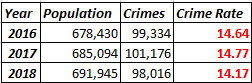 Year Population Crimes Crime Rate
2016 678,430 99,334 14.64
2017 685,094 101,176 14.77
2018 691,945 98,016 14.17